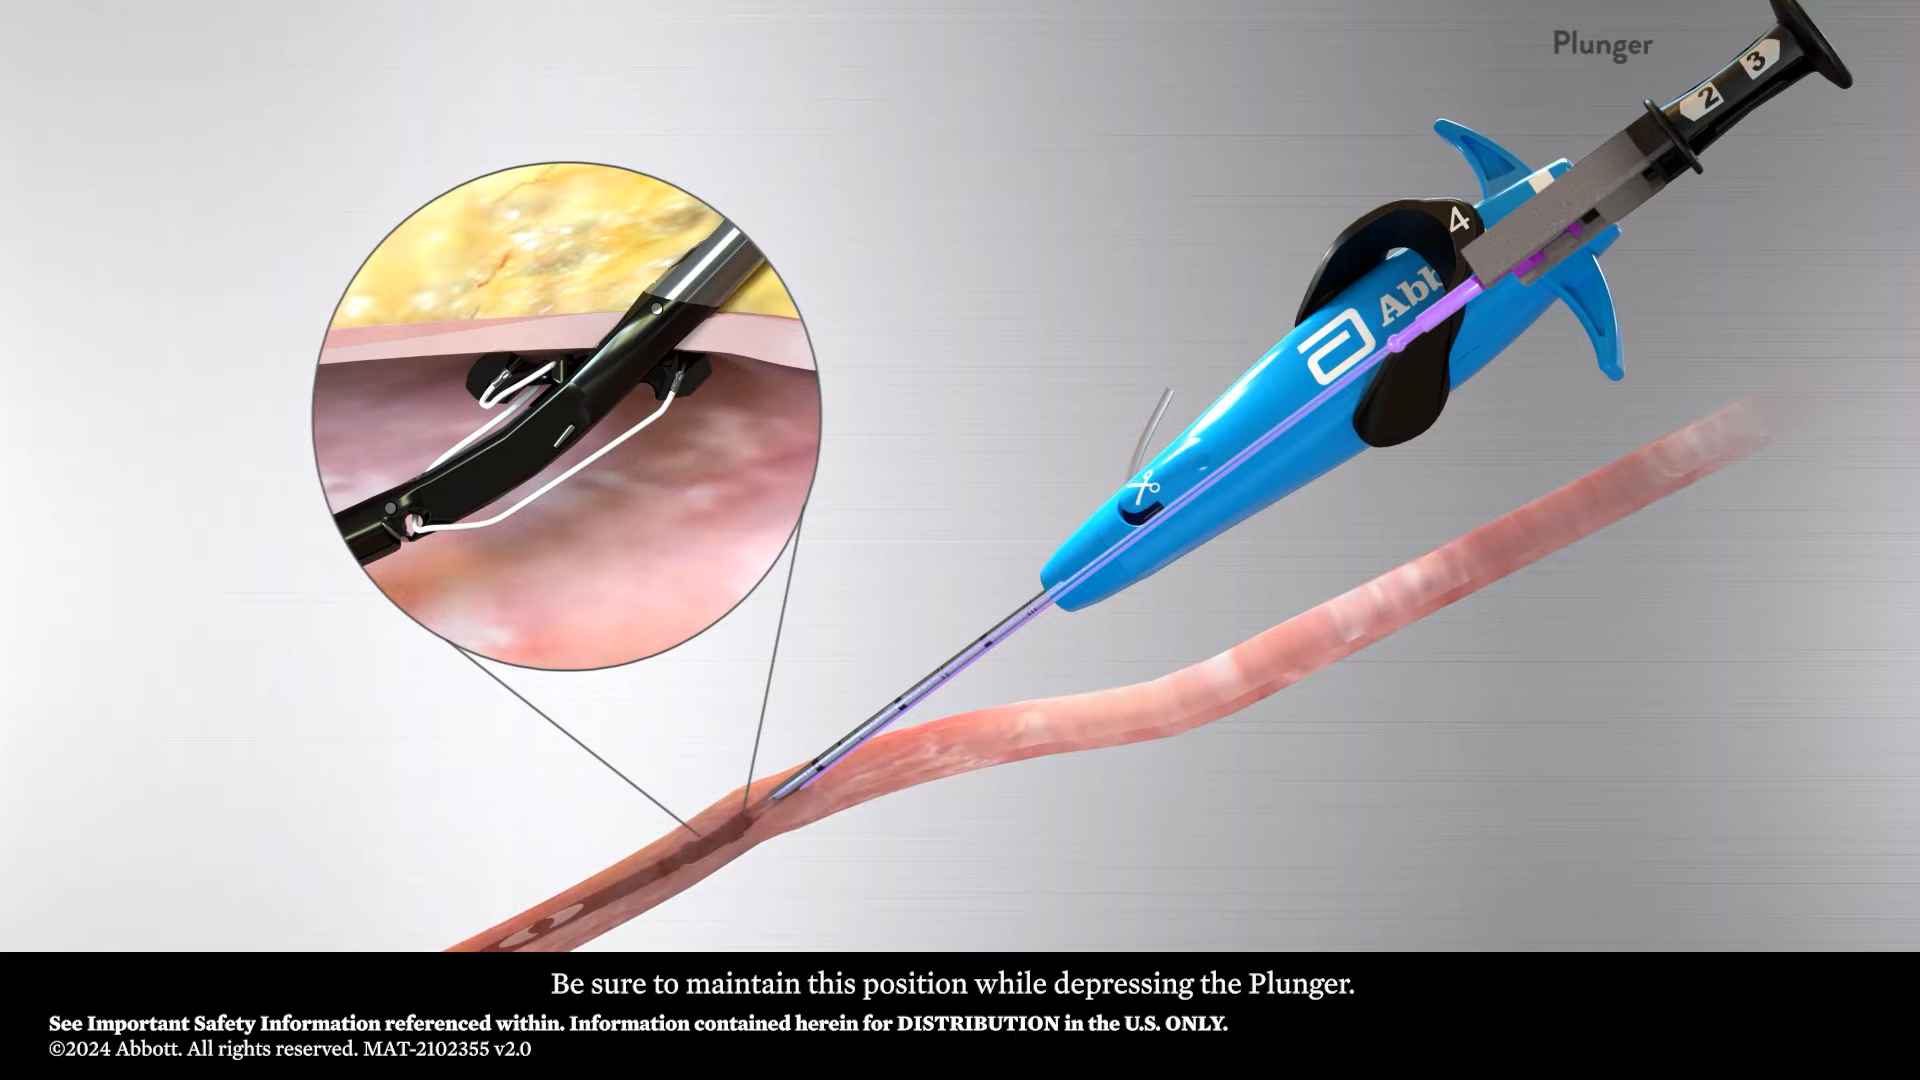 Plunger
3
2
4
Abb
Be sure to maintain this position while depressing the Plunger.
See Important Safety Information referenced within. Information contained herein for DISTRIBUTION in the U.S. ONLY.
©2024 Abbott. All rights reserved. MAT-2102355 v2.0